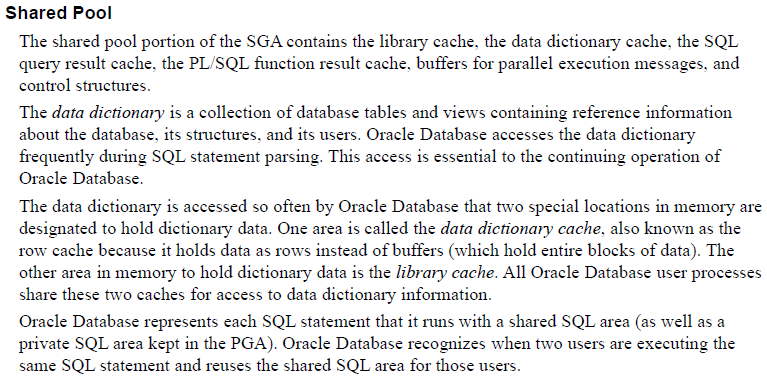 Shared Pool
The shared pool portion of the SGA contains the library cache, the data dictionary cache, the SQL
query result cache, the PL/SQL function result cache, buffers for parallel execution messages, and
control structures.
The data dictionary is a collection of database tables and views containing reference information
about the database, its structures, and its users. Oracle Database accesses the data dictionary
frequently during SQL statement parsing. This access is essential to the continuing operation of
Oracle Database.
The data dictionary is accessed so often by Oracle Database that two special locations in memory are
designated to hold dictionary data. One area is called the data dictionary cache, also known as the
row cache because it holds data as rows instead of buffers (which hold entire blocks of data). The
other area in memory to hold dictionary data is the library cache. All Oracle Database user processes
share these two caches for access to data dictionary information.
Oracle Database represents each SQL statement that it runs with a shared SQL area (as well as a
private SQL area kept in the PGA). Oracle Database recognizes when two users are executing the
same SQL statement and reuses the shared SQL area for those users.